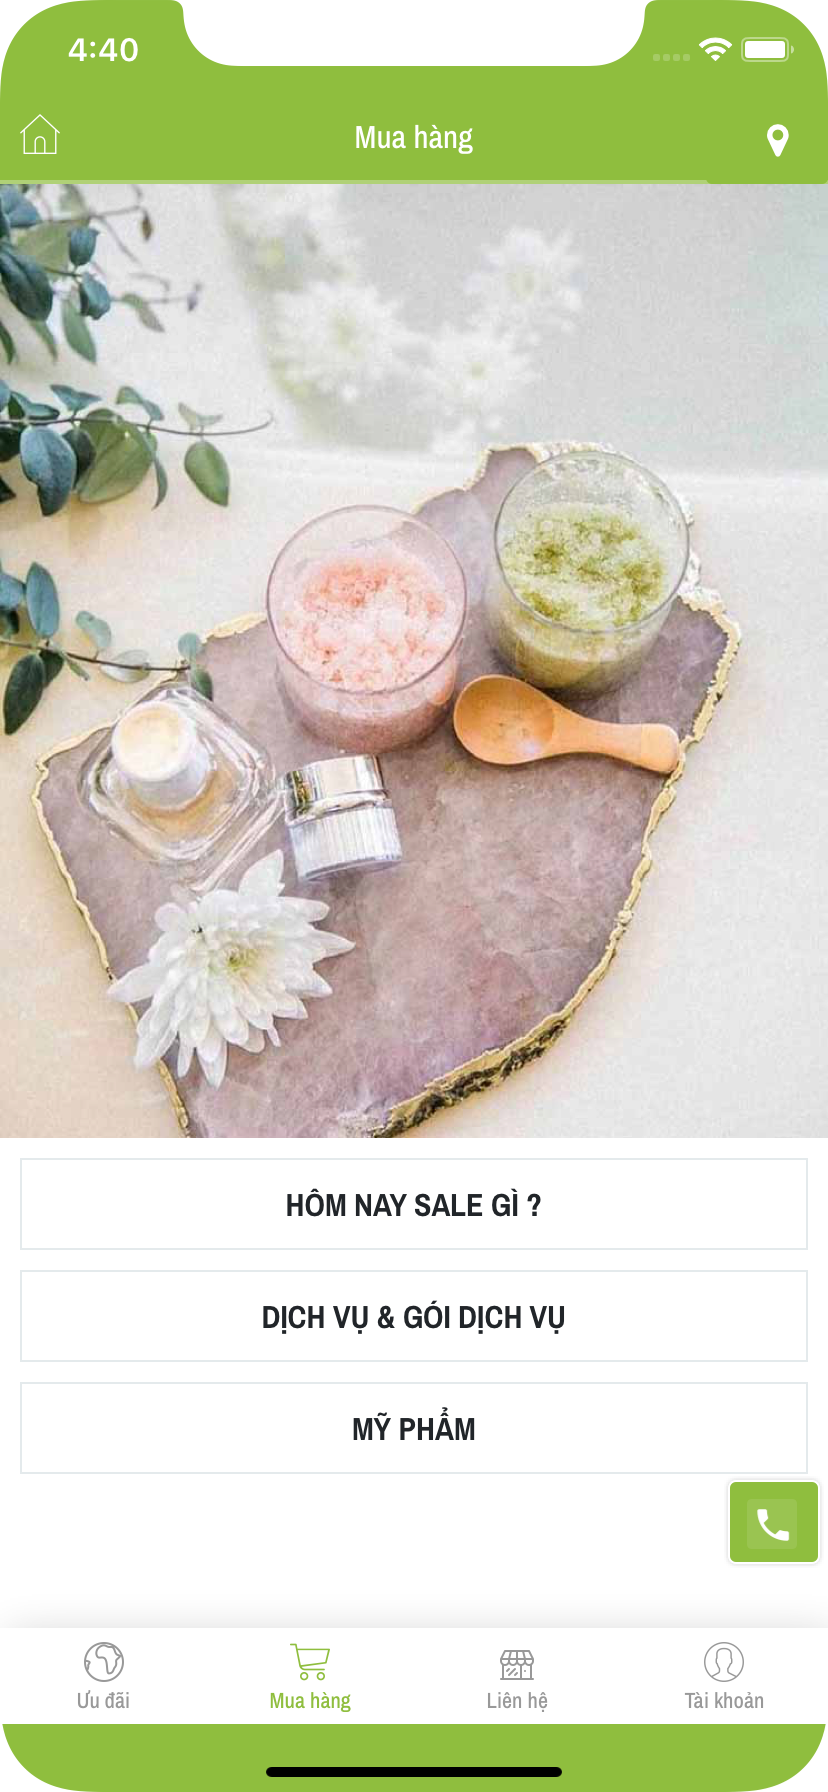 4:40
Mua hàng
HÔM NAY SALE GÌ ?
DỊCH VỤ & GÓI DỊCH VỤ
MỸ PHẨM
Ưu đãi
Mua hàng
Liên hệ
Tài khoản